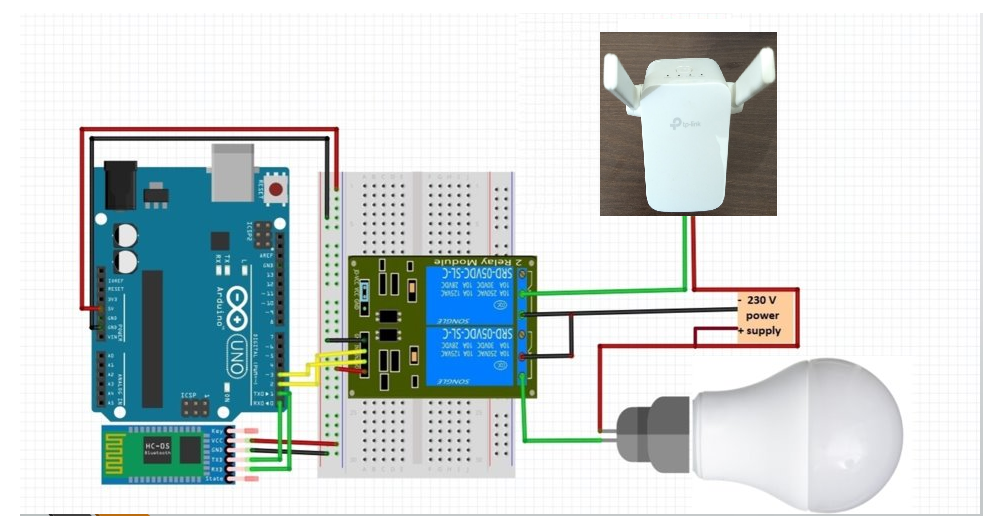 tp-link
RESET
ICSP2
AREF
GND
13
12
11
10
9
8
7
6
5
4
3
2
TX0 1
RX0 0
DIGITAL
L
TX
RX
Arduino™
UNO
ON
ICSP
1
IOREF
RESET
3V3
5V
GND
GND
VIN
POWER
A0
A1
A2
A3
A4
A5
ANALOG IN
2 Relay Module
SRD-05VDC-SL-C
10A 250VAC 10A 125VAC
10A 30VDC 10A 28VDC
SONGLE
SRD-05VDC-SL-C
10A 250VAC 10A 125VAC
10A 30VDC 10A 28VDC
SONGLE
- 230 V
power
+ supply
HC-05
Bluetooth
Key
VCC
GND
TXD
RXD
State